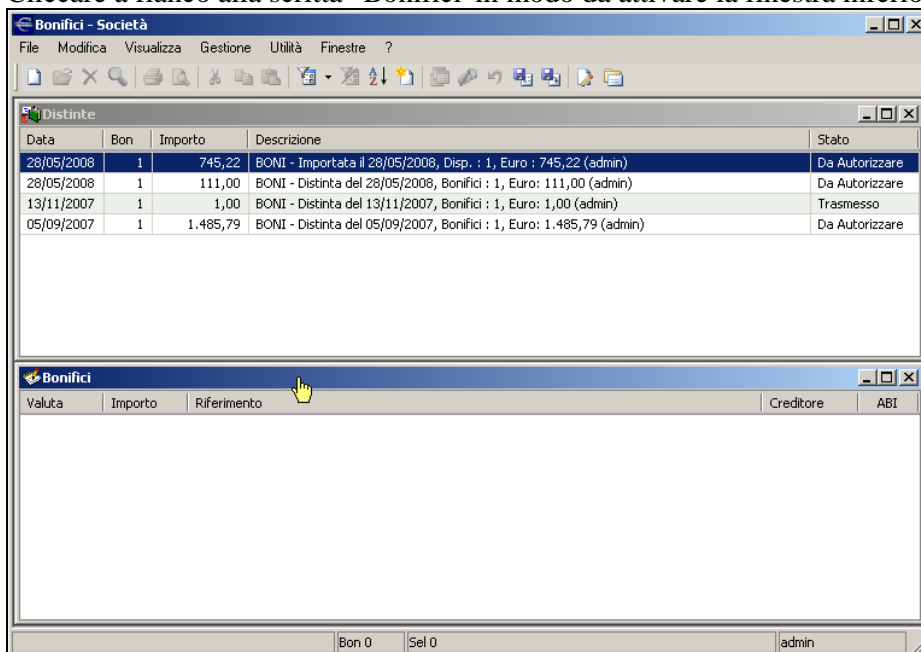 Cliccare a fianco alla scritta "Bonifici" in modo da attivare la finestra
Bonifici - Società
File Modifica Visualizza Gestione Utilità Finestre ?
Distinte
Data Bon Importo Descrizione Stato
28/05/2008 1 745,22 BONI - Importata il 28/05/2008, Disp. : 1, Euro : 745,22 (admin) Da Autorizzare
28/05/2008 1 111,00 BONI - Distinta del 28/05/2008, Bonifici : 1, Euro: 111,00 (admin) Da Autorizzare
13/11/2007 1 1,00 BONI - Distinta del 13/11/2007, Bonifici : 1, Euro: 1,00 (admin) Trasmesso
05/09/2007 1 1.485,79 BONI - Distinta del 05/09/2007, Bonifici : 1, Euro: 1.485,79 (admin) Da Autorizzare
Bonifici
Valuta Importo Riferimento Creditore ABI
Bon 0 Sel 0 admin